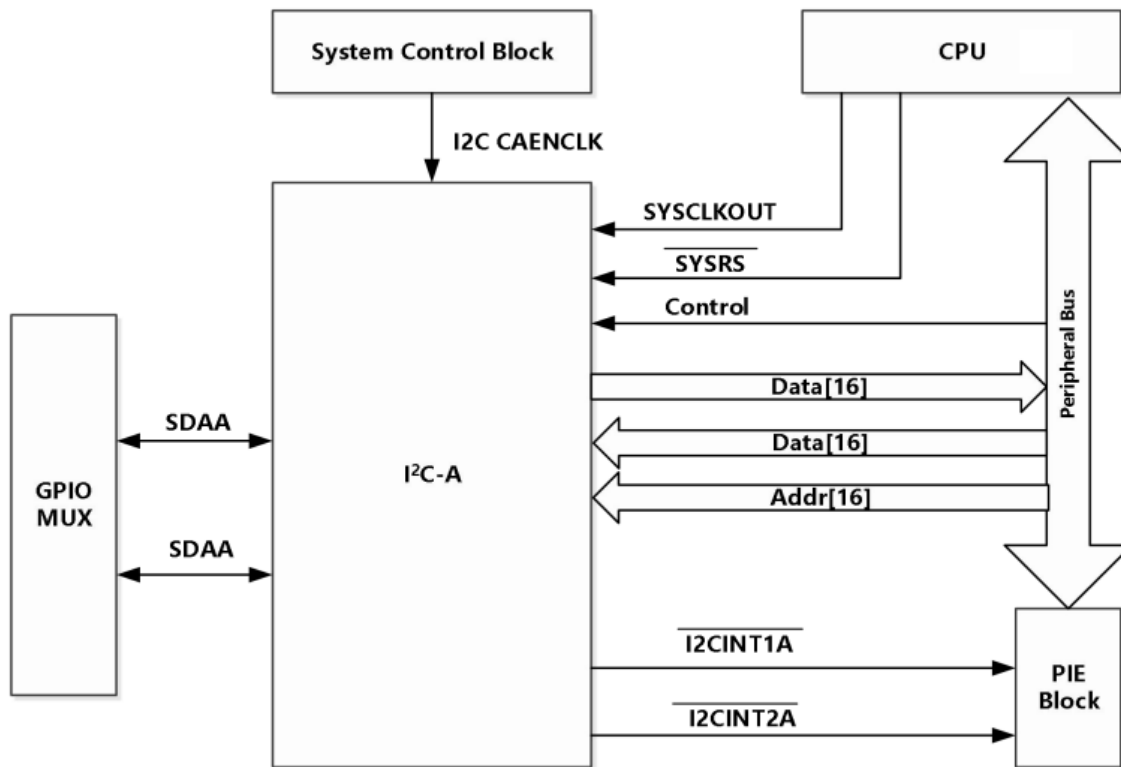 System Control Block
CPU
I2C CAENCLK
SYSCLKOUT
SYSRS
Control
Peripheral Bus
Data[16]
SDAA
Data[16]
I²C-A
GPIO
MUX
Addr[16]
SDAA
I2CINT1A
PIE
Block
I2CINT2A